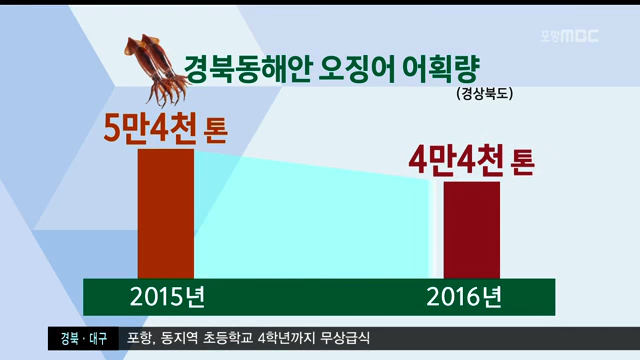 포항MBC
경북동해안 오징어 어획량
(경상북도)
5만4천 톤
4만4천 톤
2015년
2016년
경북·대구 포항, 동지역 초등학교 4학년까지 무상급식